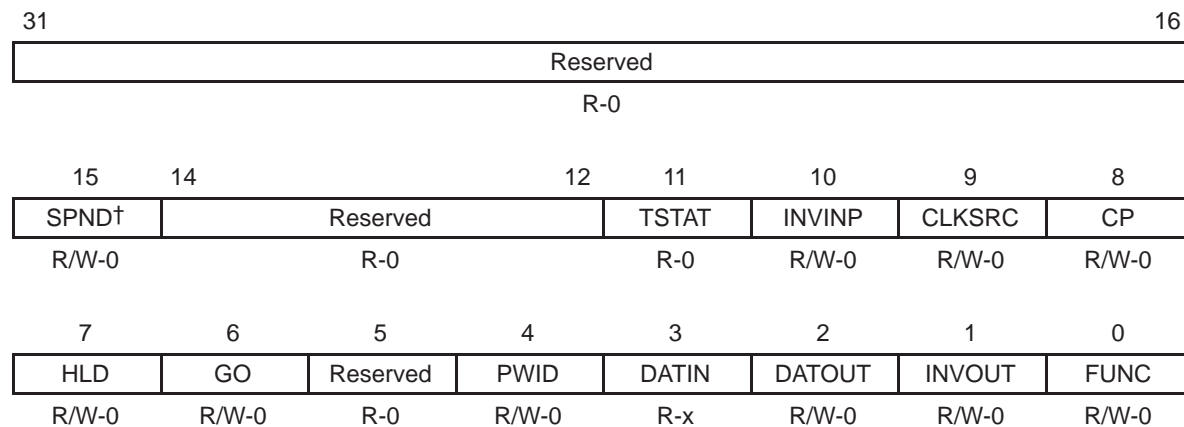 31 16
Reserved
R-0
15 14 12 11 10 9 8
SPND† Reserved TSTAT INVINP CLKSRC CP
R/W-0 R-0 R-0 R/W-0 R/W-0 R/W-0
7 6 5 4 3 2 1 0
HLD GO Reserved PWID DATIN DATOUT INVOUT FUNC
R/W-0 R/W-0 R-0 R/W-0 R-x R/W-0 R/W-0 R/W-0